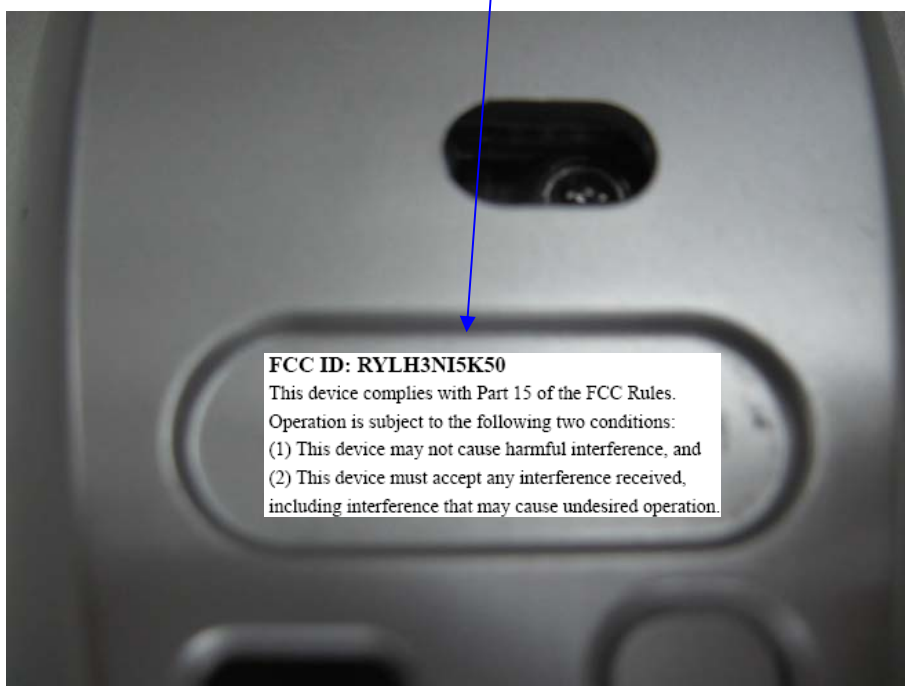 FCC ID: RYLH3NI5K50
This device complies with Part 15 of the FCC Rules.
Operation is subject to the following two conditions:
(1) This device may not cause harmful interference, and
(2) This device must accept any interference received,
including interference that may cause undesired operation.